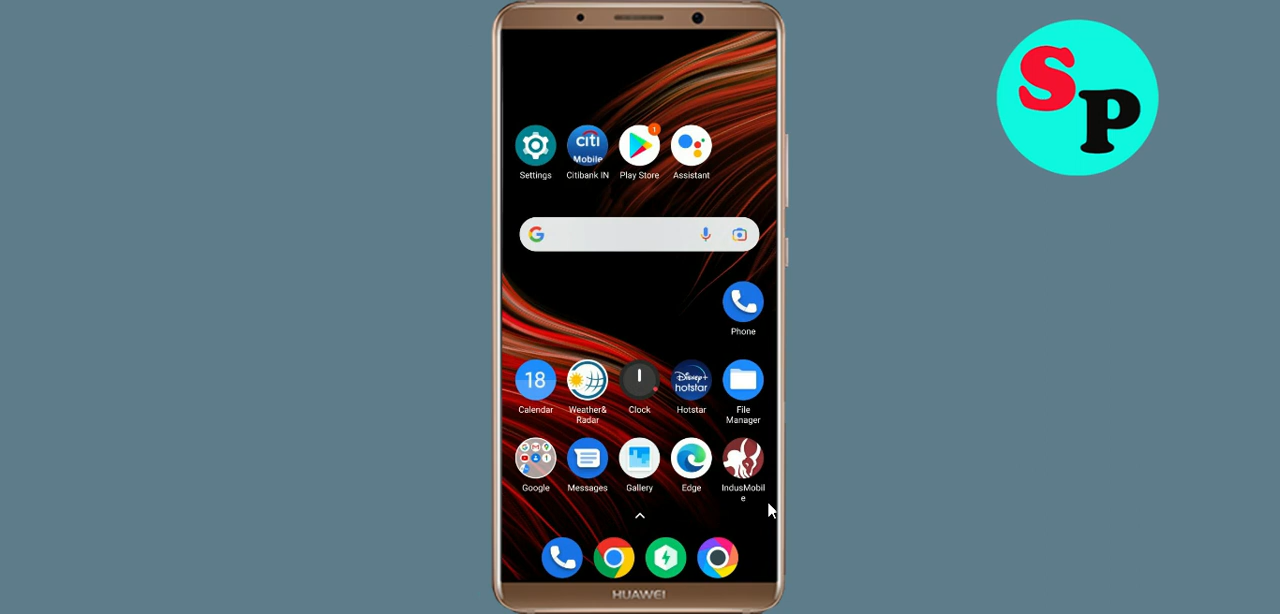 SP
citi
Mobile
1
Settings
Citibank IN
Play Store
Assistant
G
Phone
18
Disney+
hotstar
Calendar
Weather&
Radar
Clock
Hotstar
File
Manager
Google
Messages
Gallery
Edge
IndusMobil
e
HUAWEI